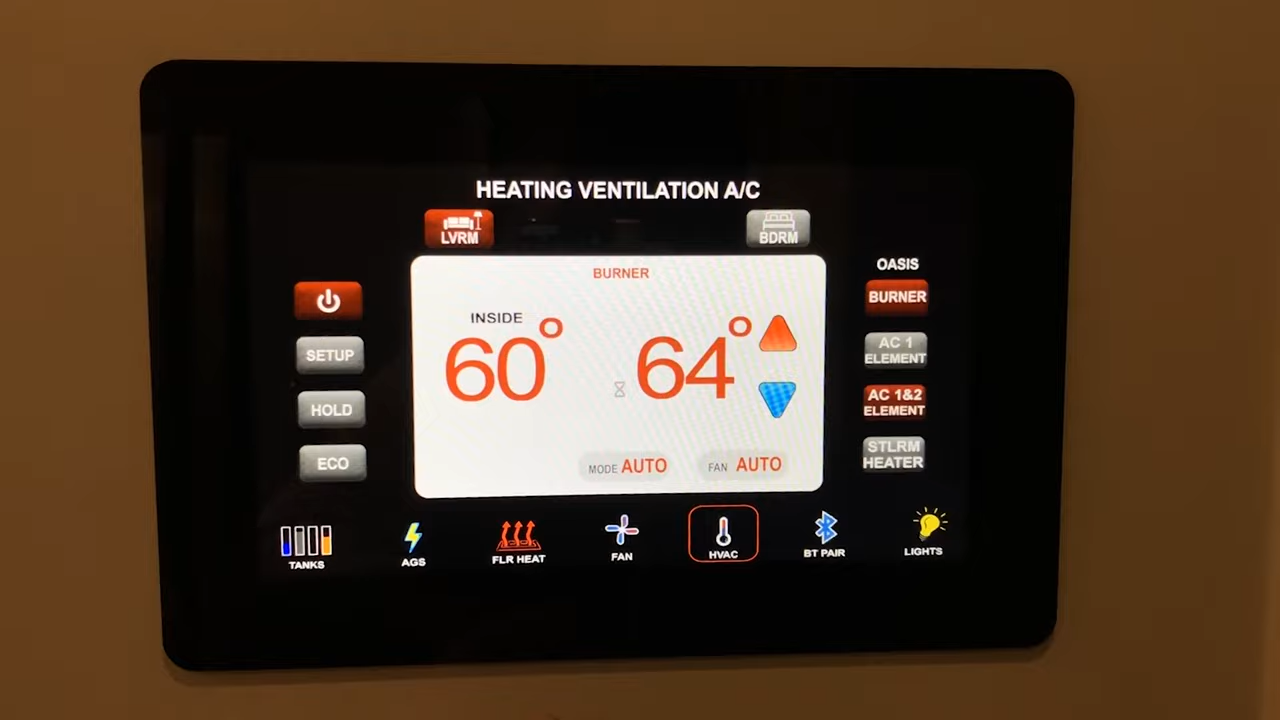 HEATING VENTILATION A/C
LVRM
BDRM
BURNER
INSIDE
60°
64°
MODE AUTO
FAN AUTO
SETUP
HOLD
ECO
OASIS
BURNER
AC 1
ELEMENT
AC 1&2
ELEMENT
STLRM
HEATER
TANKS
AGS
FLR HEAT
FAN
HVAC
BT PAIR
LIGHTS